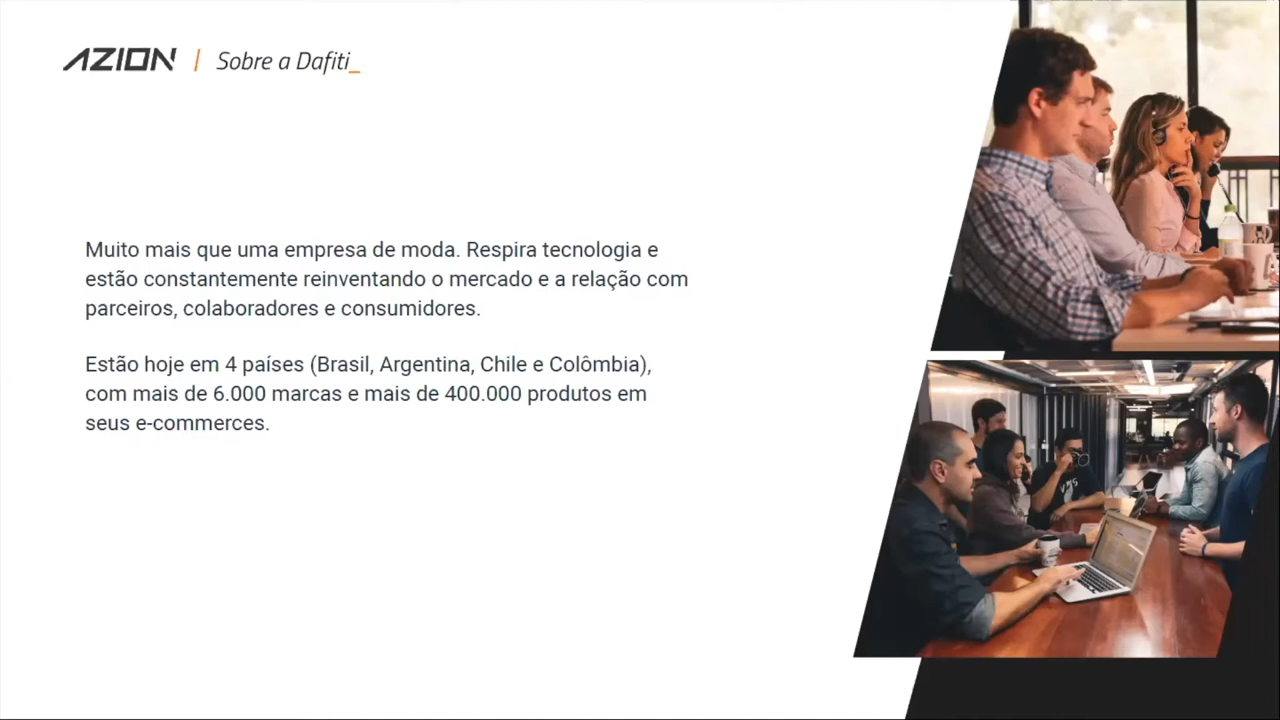 AZION | Sobre a Dafiti_
Muito mais que uma empresa de moda. Respira tecnologia e
estão constantemente reinventando o mercado e a relação com
parceiros, colaboradores e consumidores.
Estão hoje em 4 países (Brasil, Argentina, Chile e Colômbia),
com mais de 6.000 marcas e mais de 400.000 produtos em
seus e-commerces.